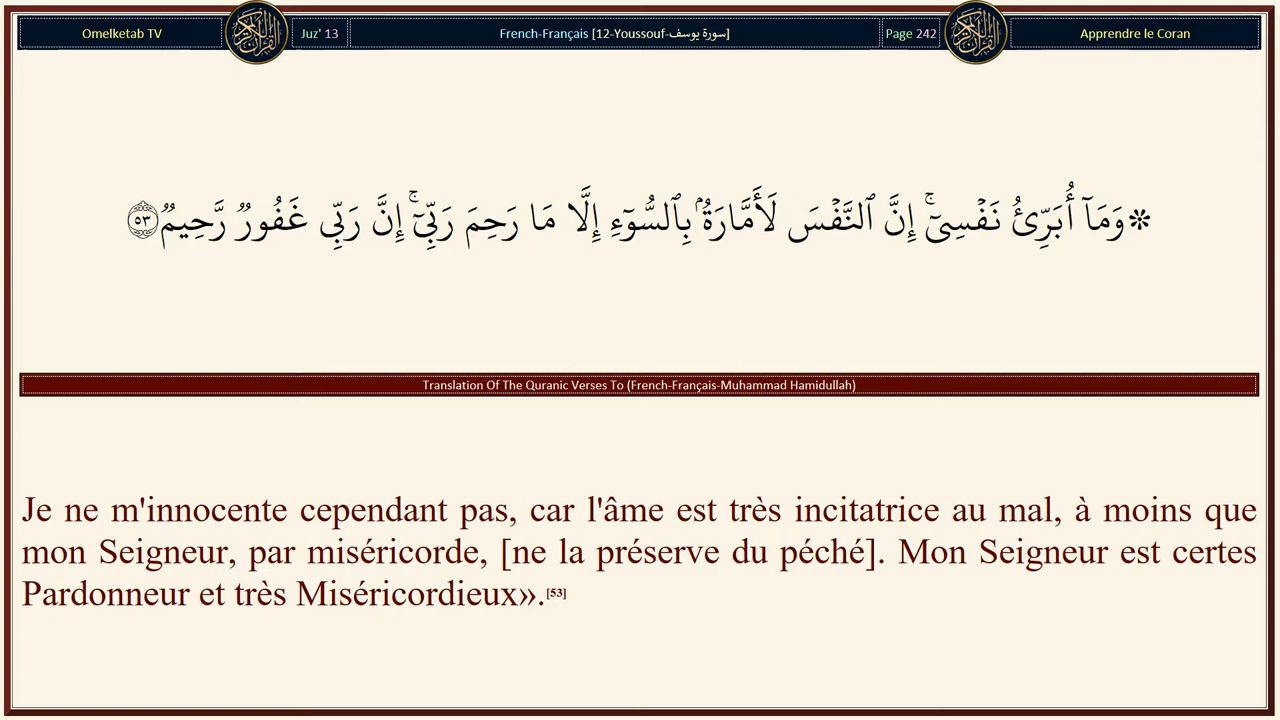 Omelketab TV
Juz' 13
French-Français [12-Youssouf-سورة يوسف]
Page 242
Apprendre le Coran
۞وَمَآ أُبَرِّئُ نَفۡسِيٓۚ إِنَّ ٱلنَّفۡسَ لَأَمَّارَةُۢ بِٱلسُّوٓءِ إِلَّا مَا رَحِمَ رَبِّيٓۚ إِنَّ رَبِّي غَفُورٞ رَّحِيمٞ ٥٣
Translation Of The Quranic Verses To (French-Français-Muhammad Hamidullah)
Je ne m'innocente cependant pas, car l'âme est très incitatrice au mal, à moins que
mon Seigneur, par miséricorde, [ne la préserve du péché]. Mon Seigneur est certes
Pardonneur et très Miséricordieux».[53]